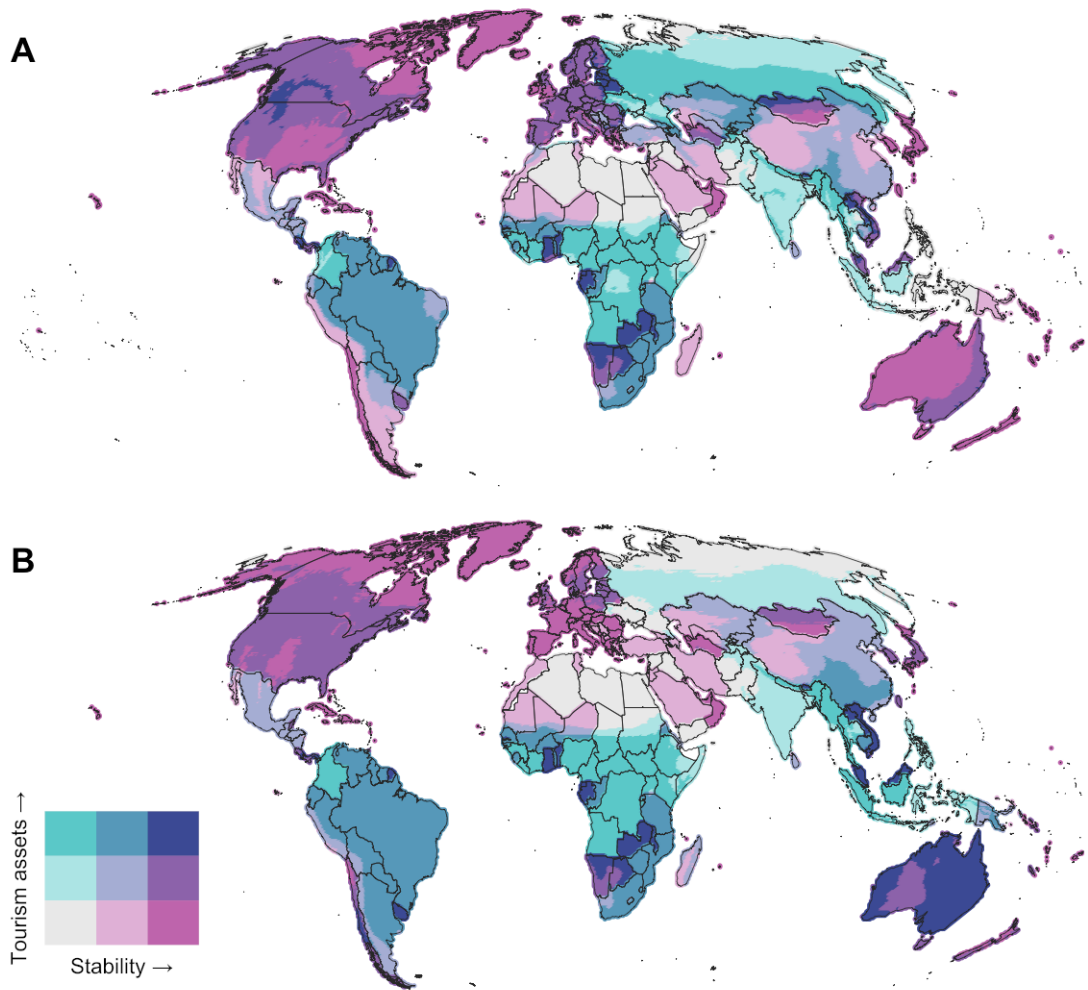 A
B
Tourism assets →
Stability →